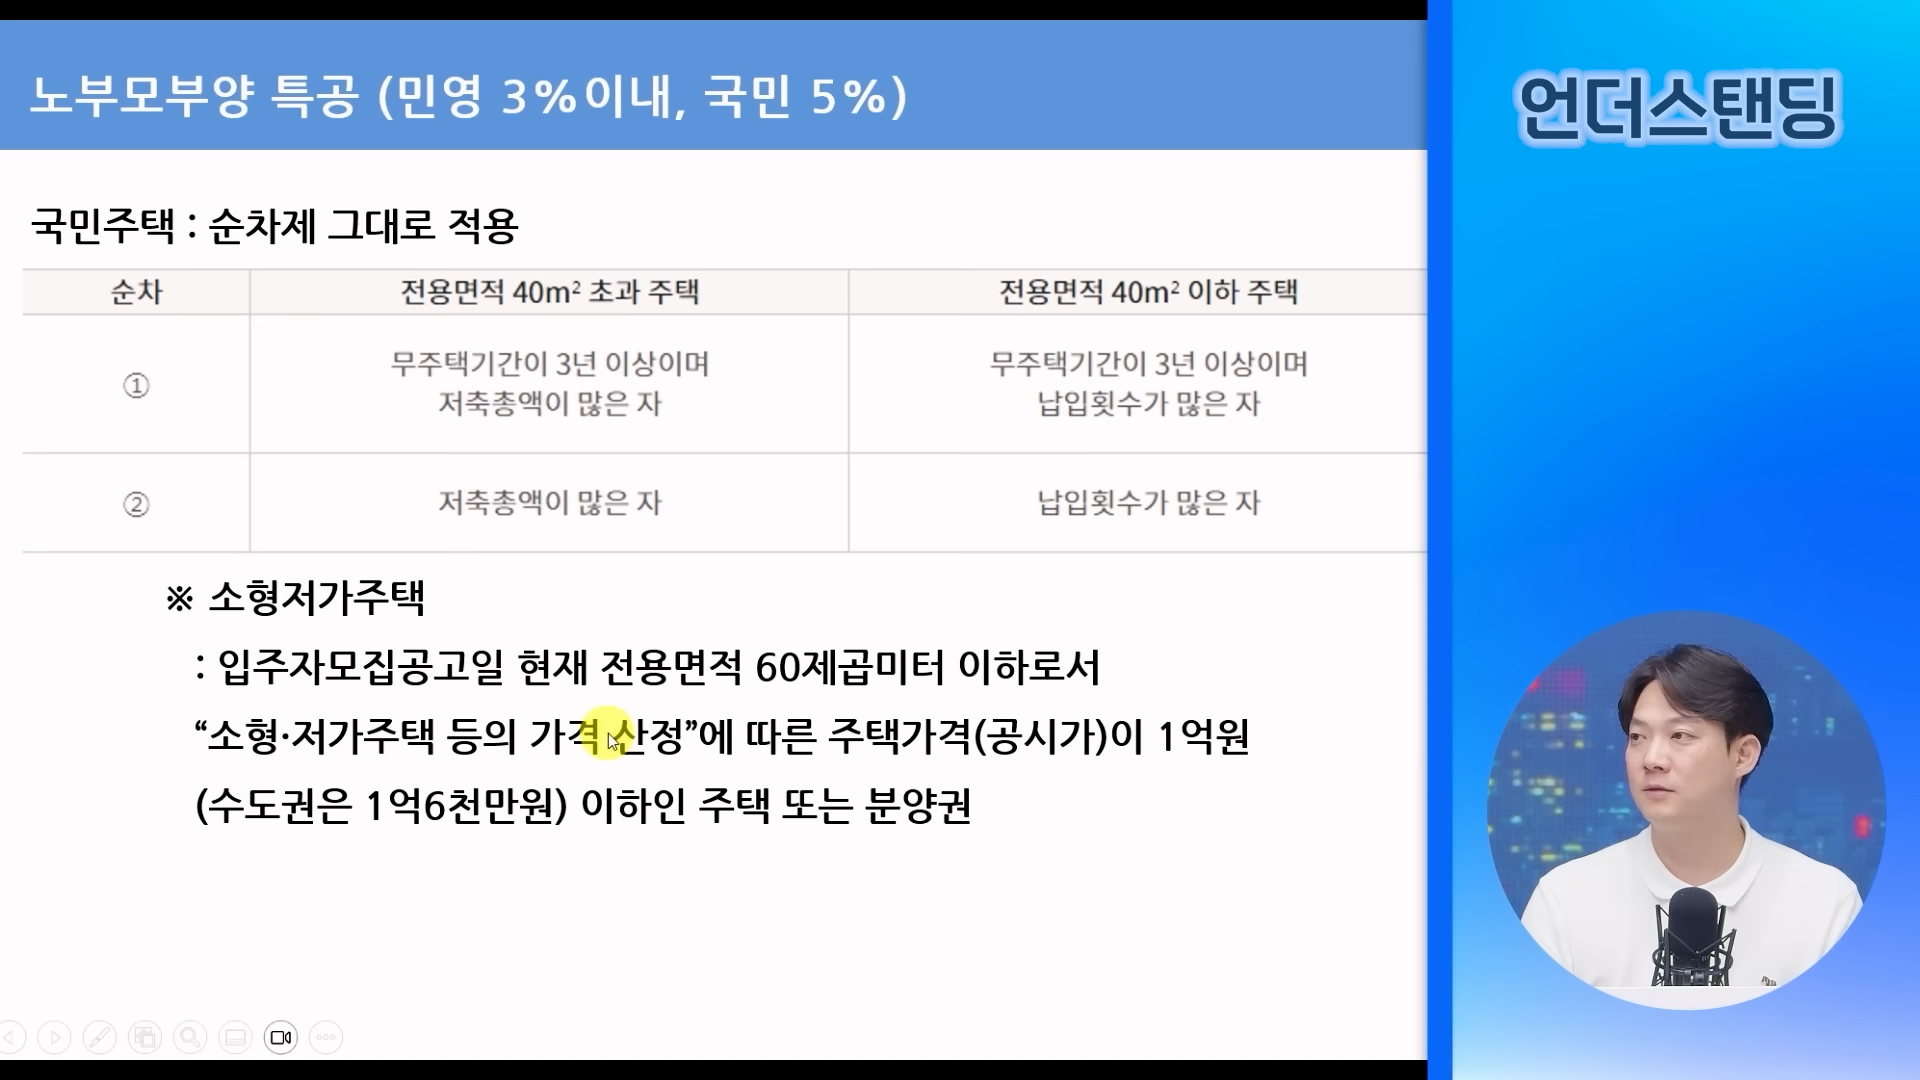 노부모부양 특공 (민영 3%이내, 국민 5%)
언더스탠딩
국민주택 : 순차제 그대로 적용
순차 전용면적 40m² 초과 주택 전용면적 40m² 이하 주택
① 무주택기간이 3년 이상이며 무주택기간이 3년 이상이며
저축총액이 많은 자 납입횟수가 많은 자
② 저축총액이 많은 자 납입횟수가 많은 자
※ 소형저가주택
: 입주자모집공고일 현재 전용면적 60제곱미터 이하로서
“소형·저가주택 등의 가격 산정”에 따른 주택가격(공시가)이 1억원
(수도권은 1억6천만원) 이하인 주택 또는 분양권